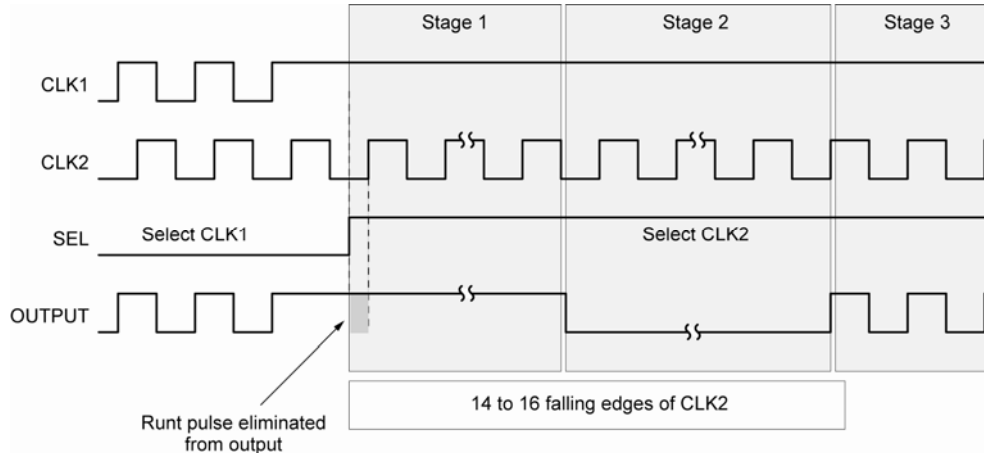 Stage 1
Stage 2
Stage 3
CLK1
CLK2
SEL
Select CLK1
Select CLK2
OUTPUT
Runt pulse eliminated
from output
14 to 16 falling edges of CLK2